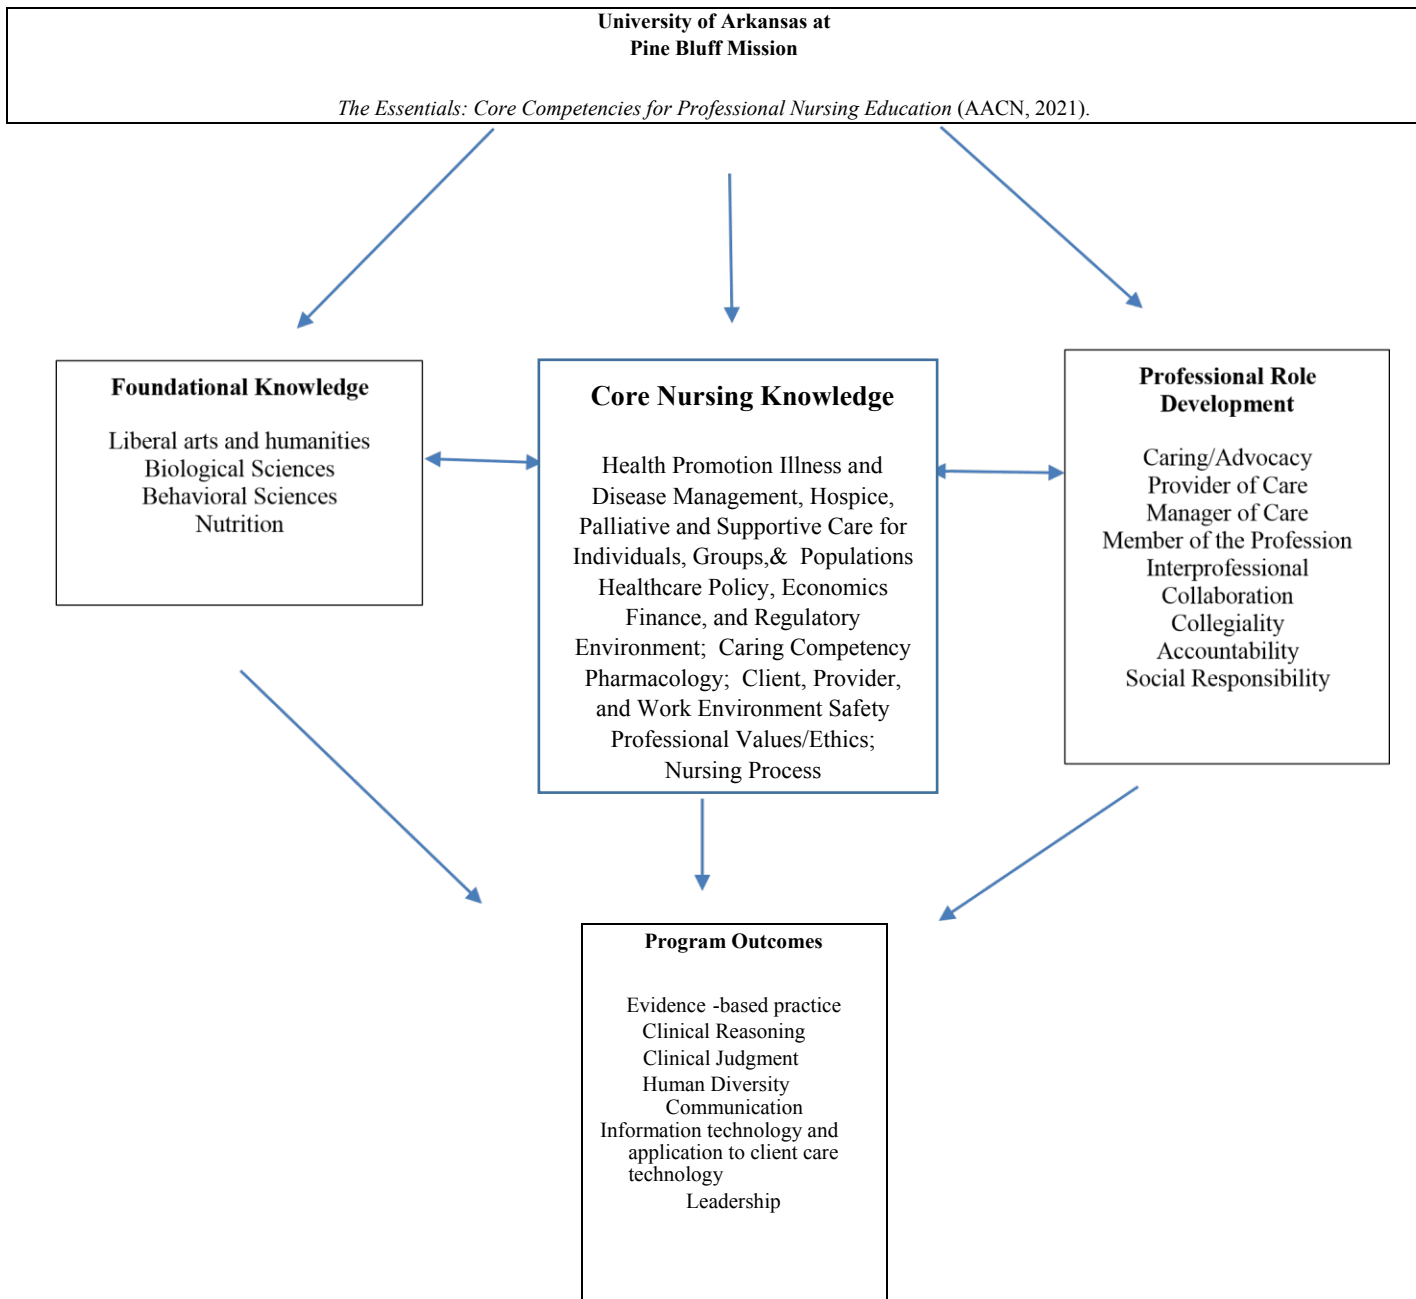 University of Arkansas at
Pine Bluff Mission
The Essentials: Core Competencies for Professional Nursing Education (AACN, 2021).
Foundational Knowledge
Liberal arts and humanities
Biological Sciences
Behavioral Sciences
Nutrition
Core Nursing Knowledge
Health Promotion Illness and
Disease Management, Hospice,
Palliative and Supportive Care for
Individuals, Groups,& Populations
Healthcare Policy, Economics
Finance, and Regulatory
Environment; Caring Competency
Pharmacology; Client, Provider,
and Work Environment Safety
Professional Values/Ethics;
Nursing Process
Professional Role
Development
Caring/Advocacy
Provider of Care
Manager of Care
Member of the Profession
Interprofessional
Collaboration
Collegiality
Accountability
Social Responsibility
Program Outcomes
Evidence -based practice
Clinical Reasoning
Clinical Judgment
Human Diversity
Communication
Information technology and
application to client care
technology
Leadership